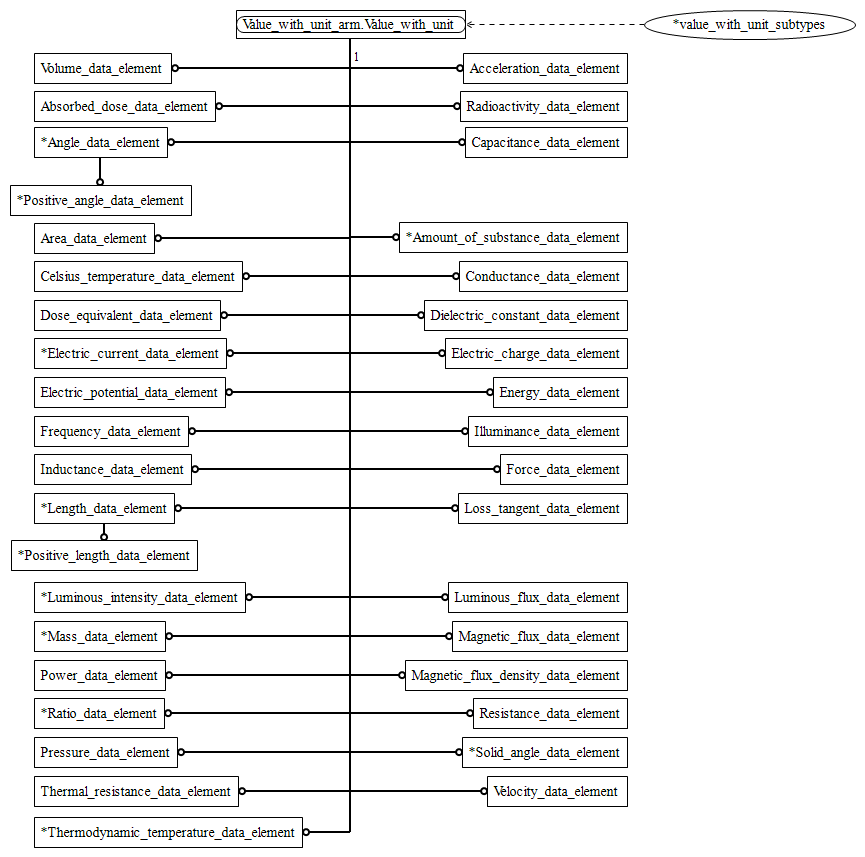 Value_with_unit_arm.Value_with_unit
*value_with_unit_subtypes
1
Volume_data_element
Acceleration_data_element
Absorbed_dose_data_element
Radioactivity_data_element
*Angle_data_element
Capacitance_data_element
*Positive_angle_data_element
Area_data_element
*Amount_of_substance_data_element
Celsius_temperature_data_element
Conductance_data_element
Dose_equivalent_data_element
Dielectric_constant_data_element
*Electric_current_data_element
Electric_charge_data_element
Electric_potential_data_element
Energy_data_element
Frequency_data_element
Illuminance_data_element
Inductance_data_element
Force_data_element
*Length_data_element
Loss_tangent_data_element
*Positive_length_data_element
*Luminous_intensity_data_element
Luminous_flux_data_element
*Mass_data_element
Magnetic_flux_data_element
Power_data_element
Magnetic_flux_density_data_element
*Ratio_data_element
Resistance_data_element
Pressure_data_element
*Solid_angle_data_element
Thermal_resistance_data_element
Velocity_data_element
*Thermodynamic_temperature_data_element